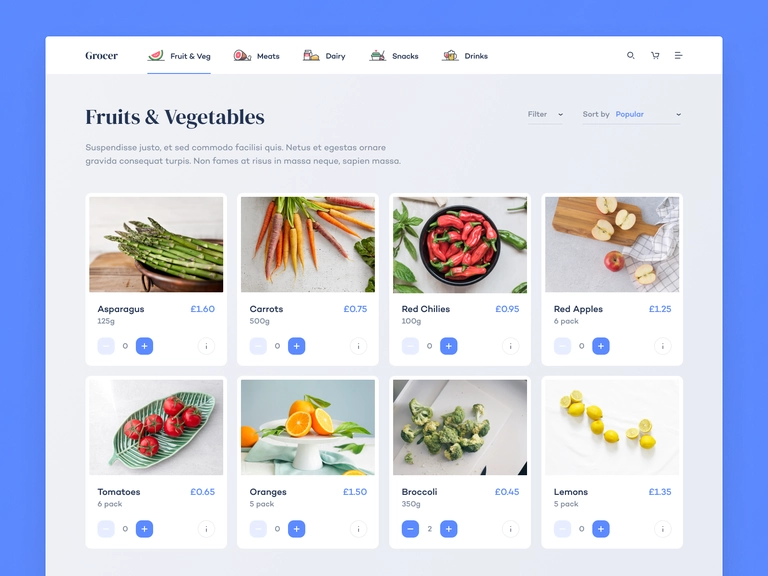 Grocer
Fruit & Veg
Meats
Dairy
Snacks
Drinks
Fruits & Vegetables
Filter
Sort by Popular
Suspendisse justo, et sed commodo facilisi quis. Netus et egestas ornare
gravida consequat turpis. Non fames at risus in massa neque, sapien massa.
Asparagus £1.60
125g
− 0 + i
Carrots £0.75
500g
− 0 + i
Red Chilies £0.95
100g
− 0 + i
Red Apples £1.25
6 pack
− 0 + i
Tomatoes £0.65
6 pack
− 0 + i
Oranges £1.50
5 pack
− 0 + i
Broccoli £0.45
350g
− 2 + i
Lemons £1.35
5 pack
− 0 + i